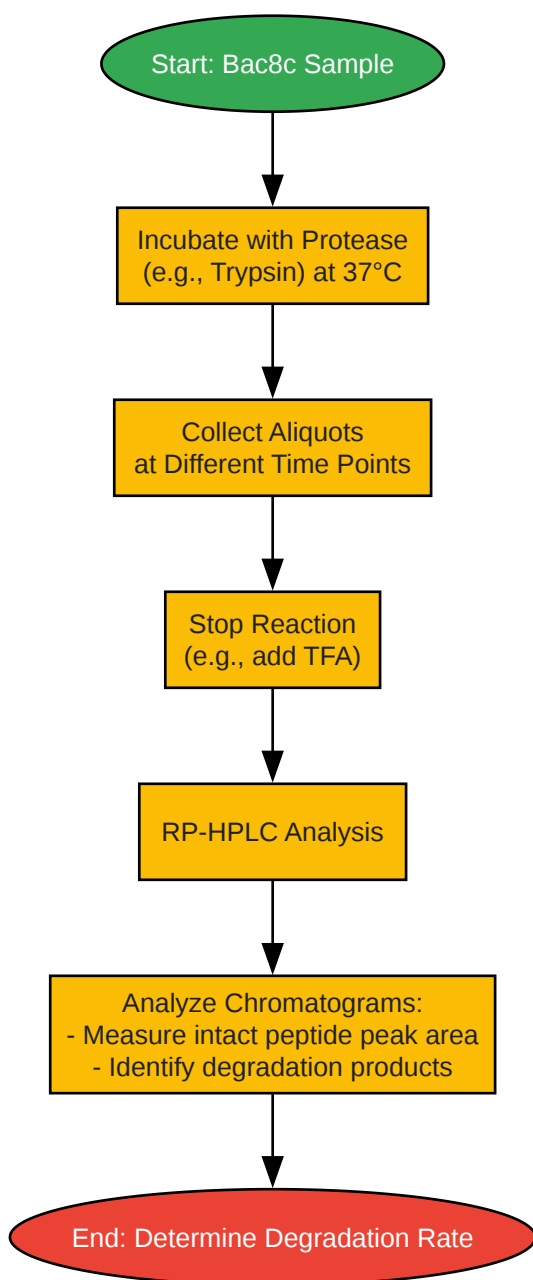 Start: Bac8c Sample
Incubate with Protease
(e.g., Trypsin) at 37°C
Collect Aliquots
at Different Time Points
Stop Reaction
(e.g., add TFA)
RP-HPLC Analysis
Analyze Chromatograms:
- Measure intact peptide peak area
- Identify degradation products
End: Determine Degradation Rate